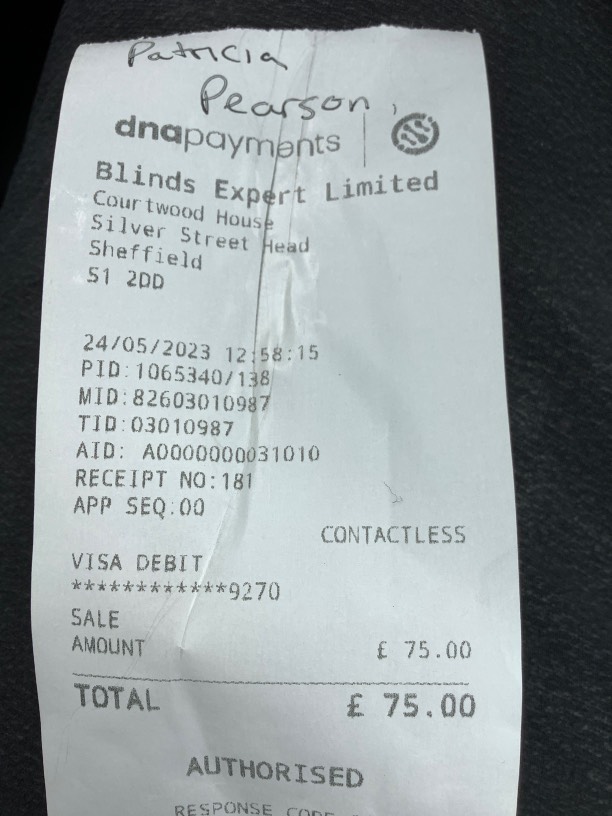 Patricia
Pearson
dnapayments
Blinds Expert Limited
Courtwood House
Silver Street Head
Sheffield
S1 2DD
24/05/2023 12:58:15
PID:1065340/138
MID:82603010987
TID:03010987
AID: A0000000031010
RECEIPT NO:181
APP SEQ:00
CONTACTLESS
VISA DEBIT
************9270
SALE
AMOUNT £ 75.00
TOTAL £ 75.00
AUTHORISED
RESPONSE CODE